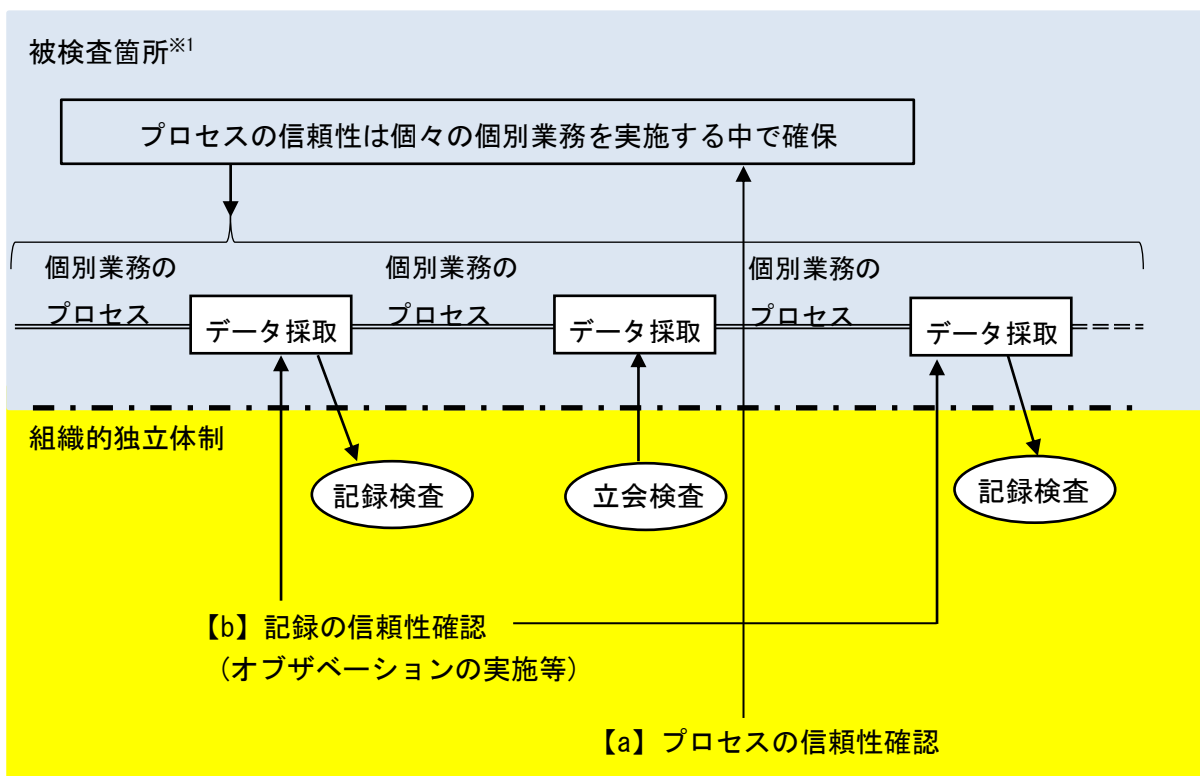 被検査箇所※1
プロセスの信頼性は個々の個別業務を実施する中で確保
個別業務の
プロセス
個別業務の
プロセス
個別業務の
プロセス
データ採取
データ採取
データ採取
組織的独立体制
記録検査
立会検査
記録検査
【b】記録の信頼性確認
（オブザベーションの実施等）
【a】プロセスの信頼性確認